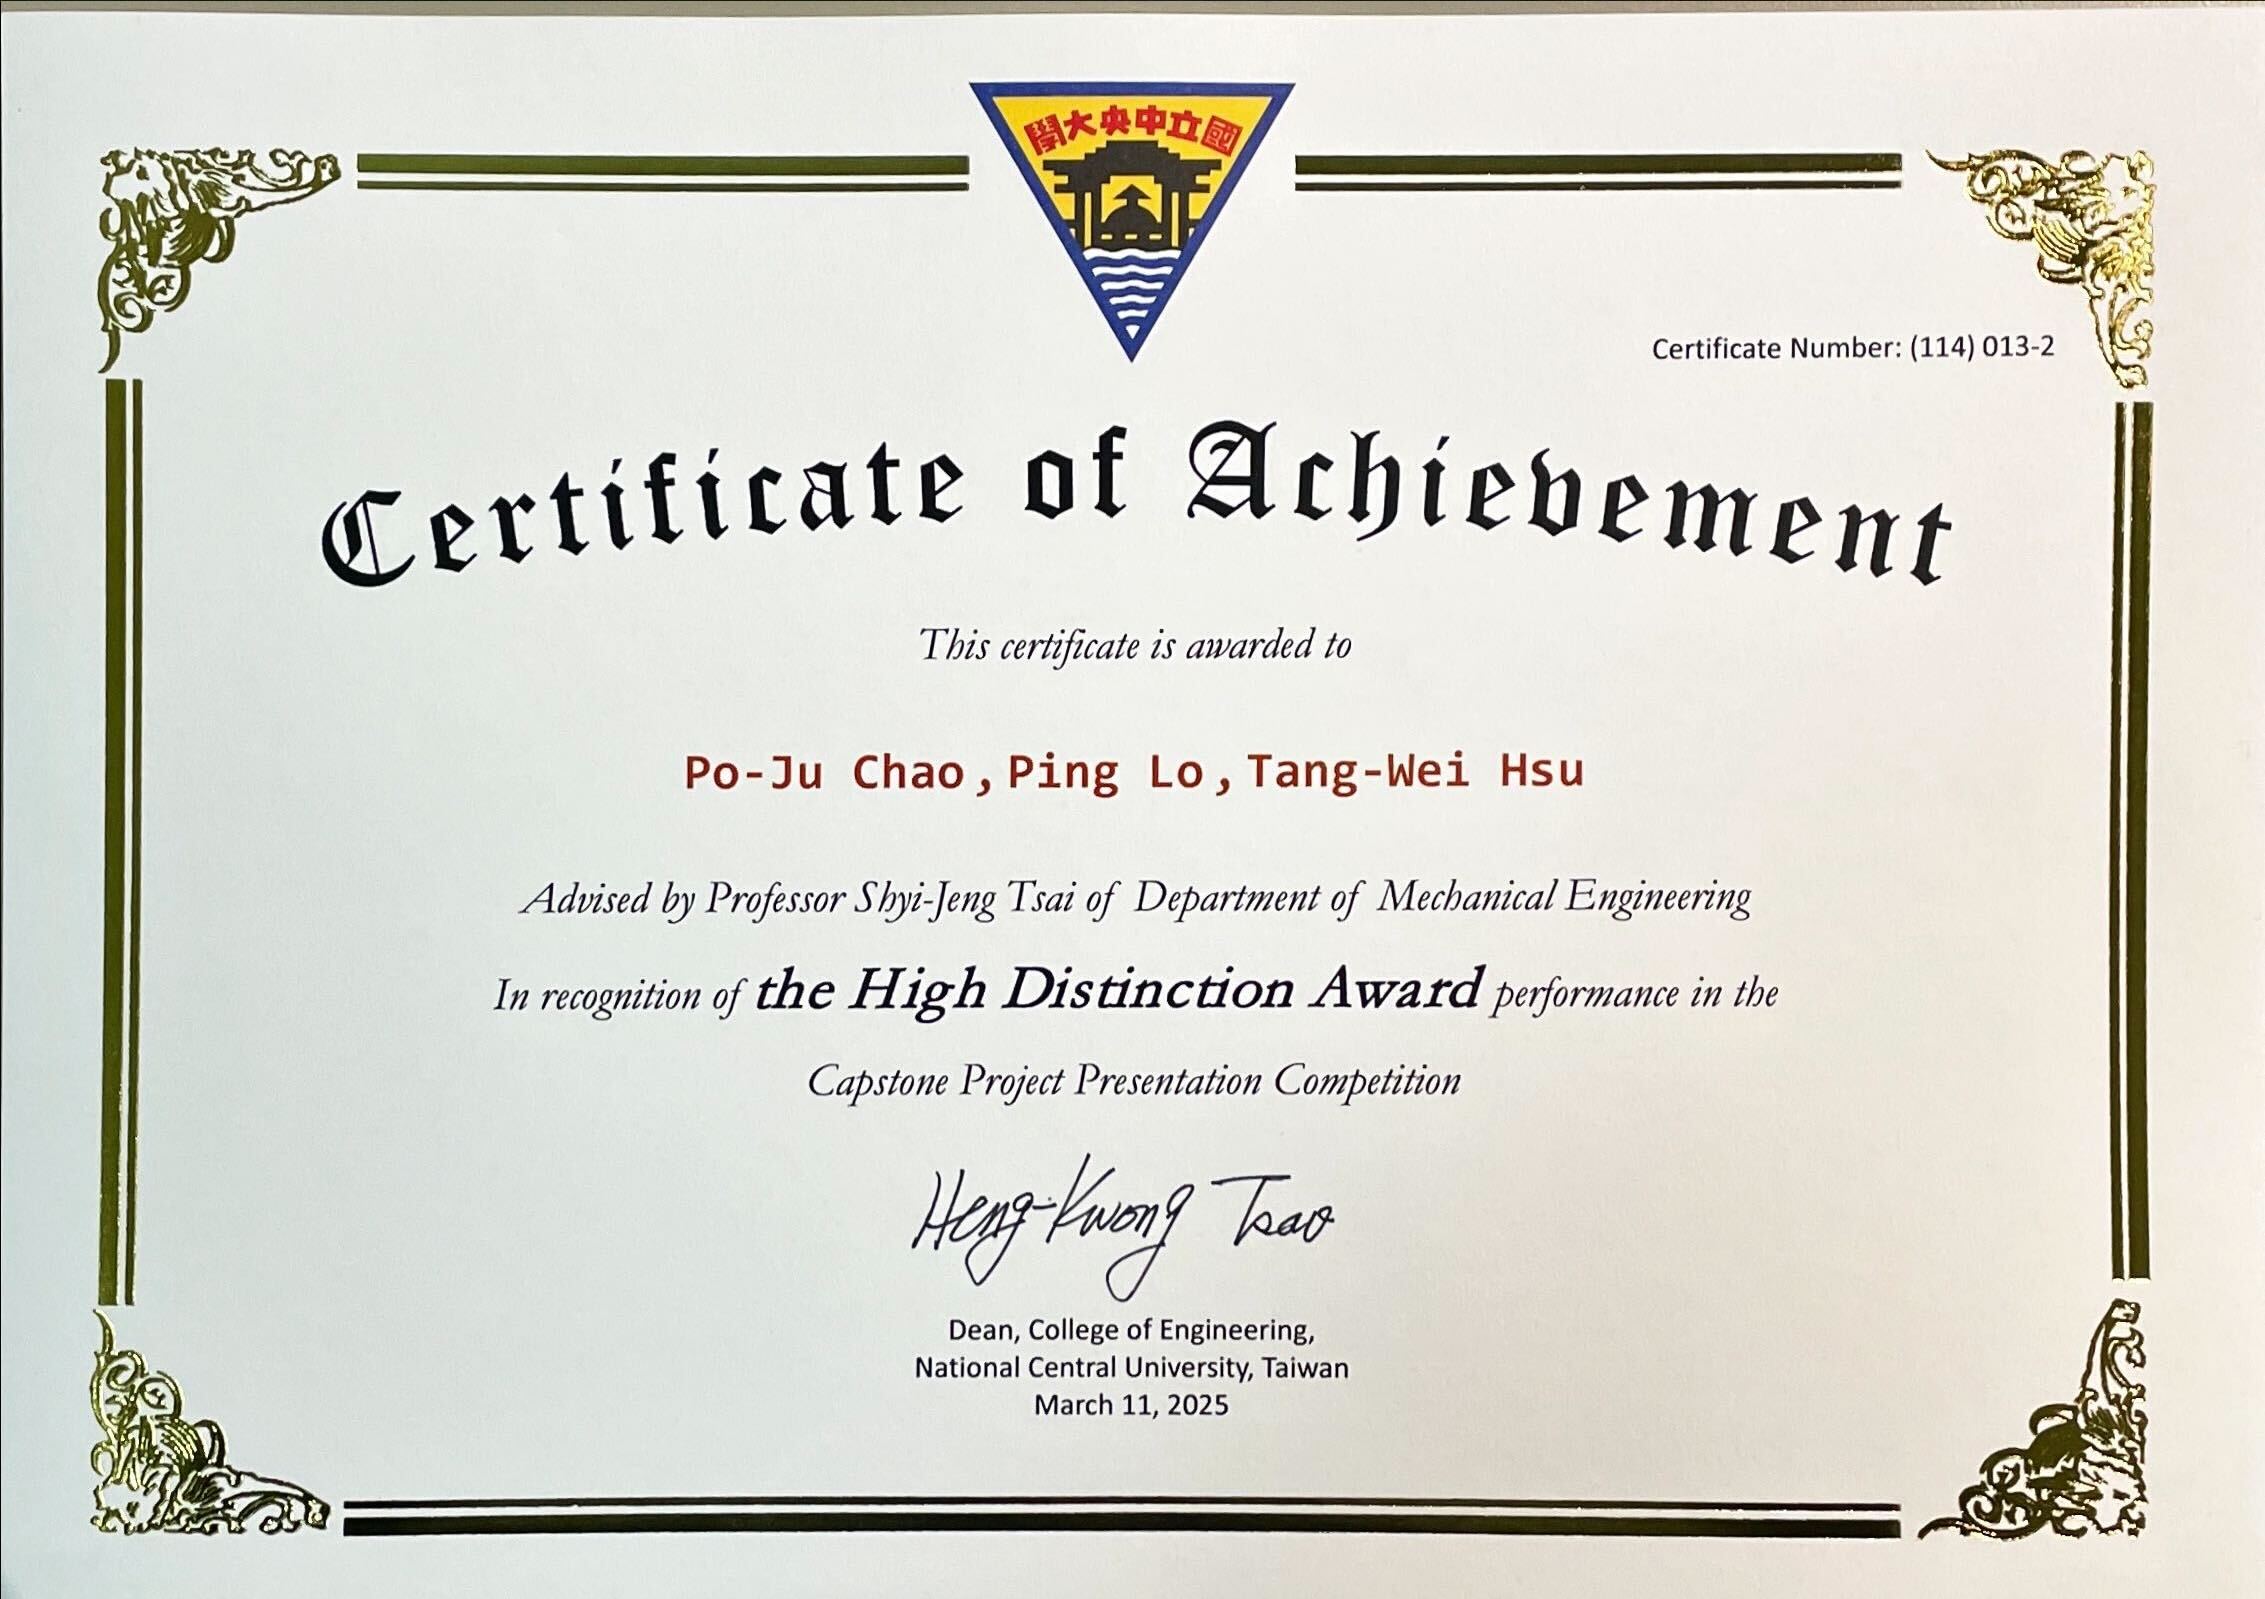 學大央中立國
Certificate Number: (114) 013-2
Certificate of Achievement
This certificate is awarded to
Po-Ju Chao,Ping Lo,Tang-Wei Hsu
Advised by Professor Shyi-Jeng Tsai of Department of Mechanical Engineering
In recognition of the High Distinction Award performance in the
Capstone Project Presentation Competition
Heng-Kwong Tsao
Dean, College of Engineering,
National Central University, Taiwan
March 11, 2025